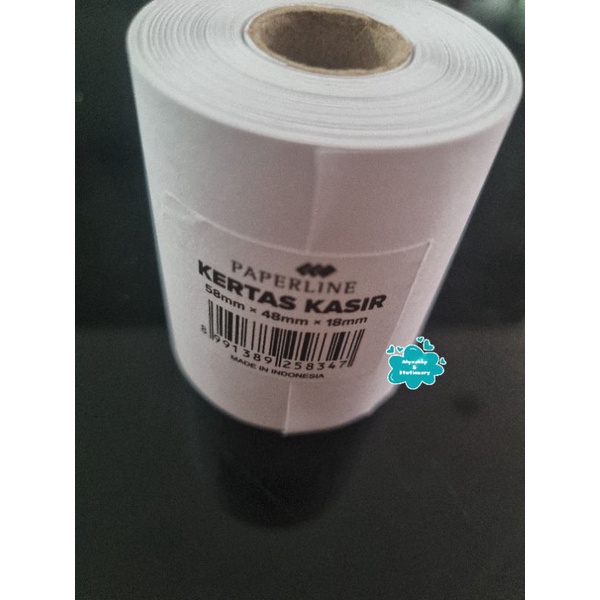 PAPERLINE
KERTAS KASIR
58mm x 48mm x 18mm
8 991389 258347
MADE IN INDONESIA